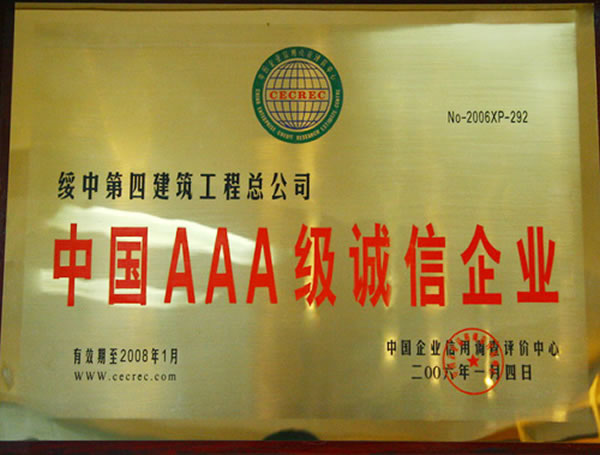 CECREC
No-2006XP-292
绥中第四建筑工程总公司
中国AAA级诚信企业
有效期至2008年1月
www.cecrec.com
中国企业信用调查评价中心
二00六年一月四日